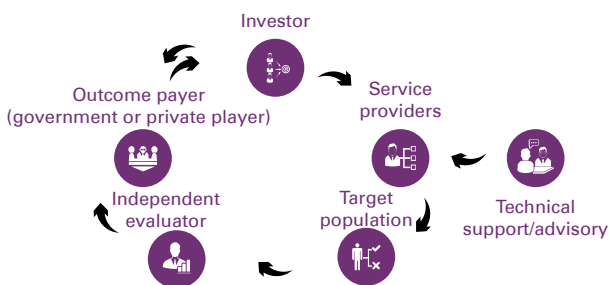 Investor
Outcome payer
(government or private player)
Service
providers
Independent
evaluator
Target
population
Technical
support/advisory